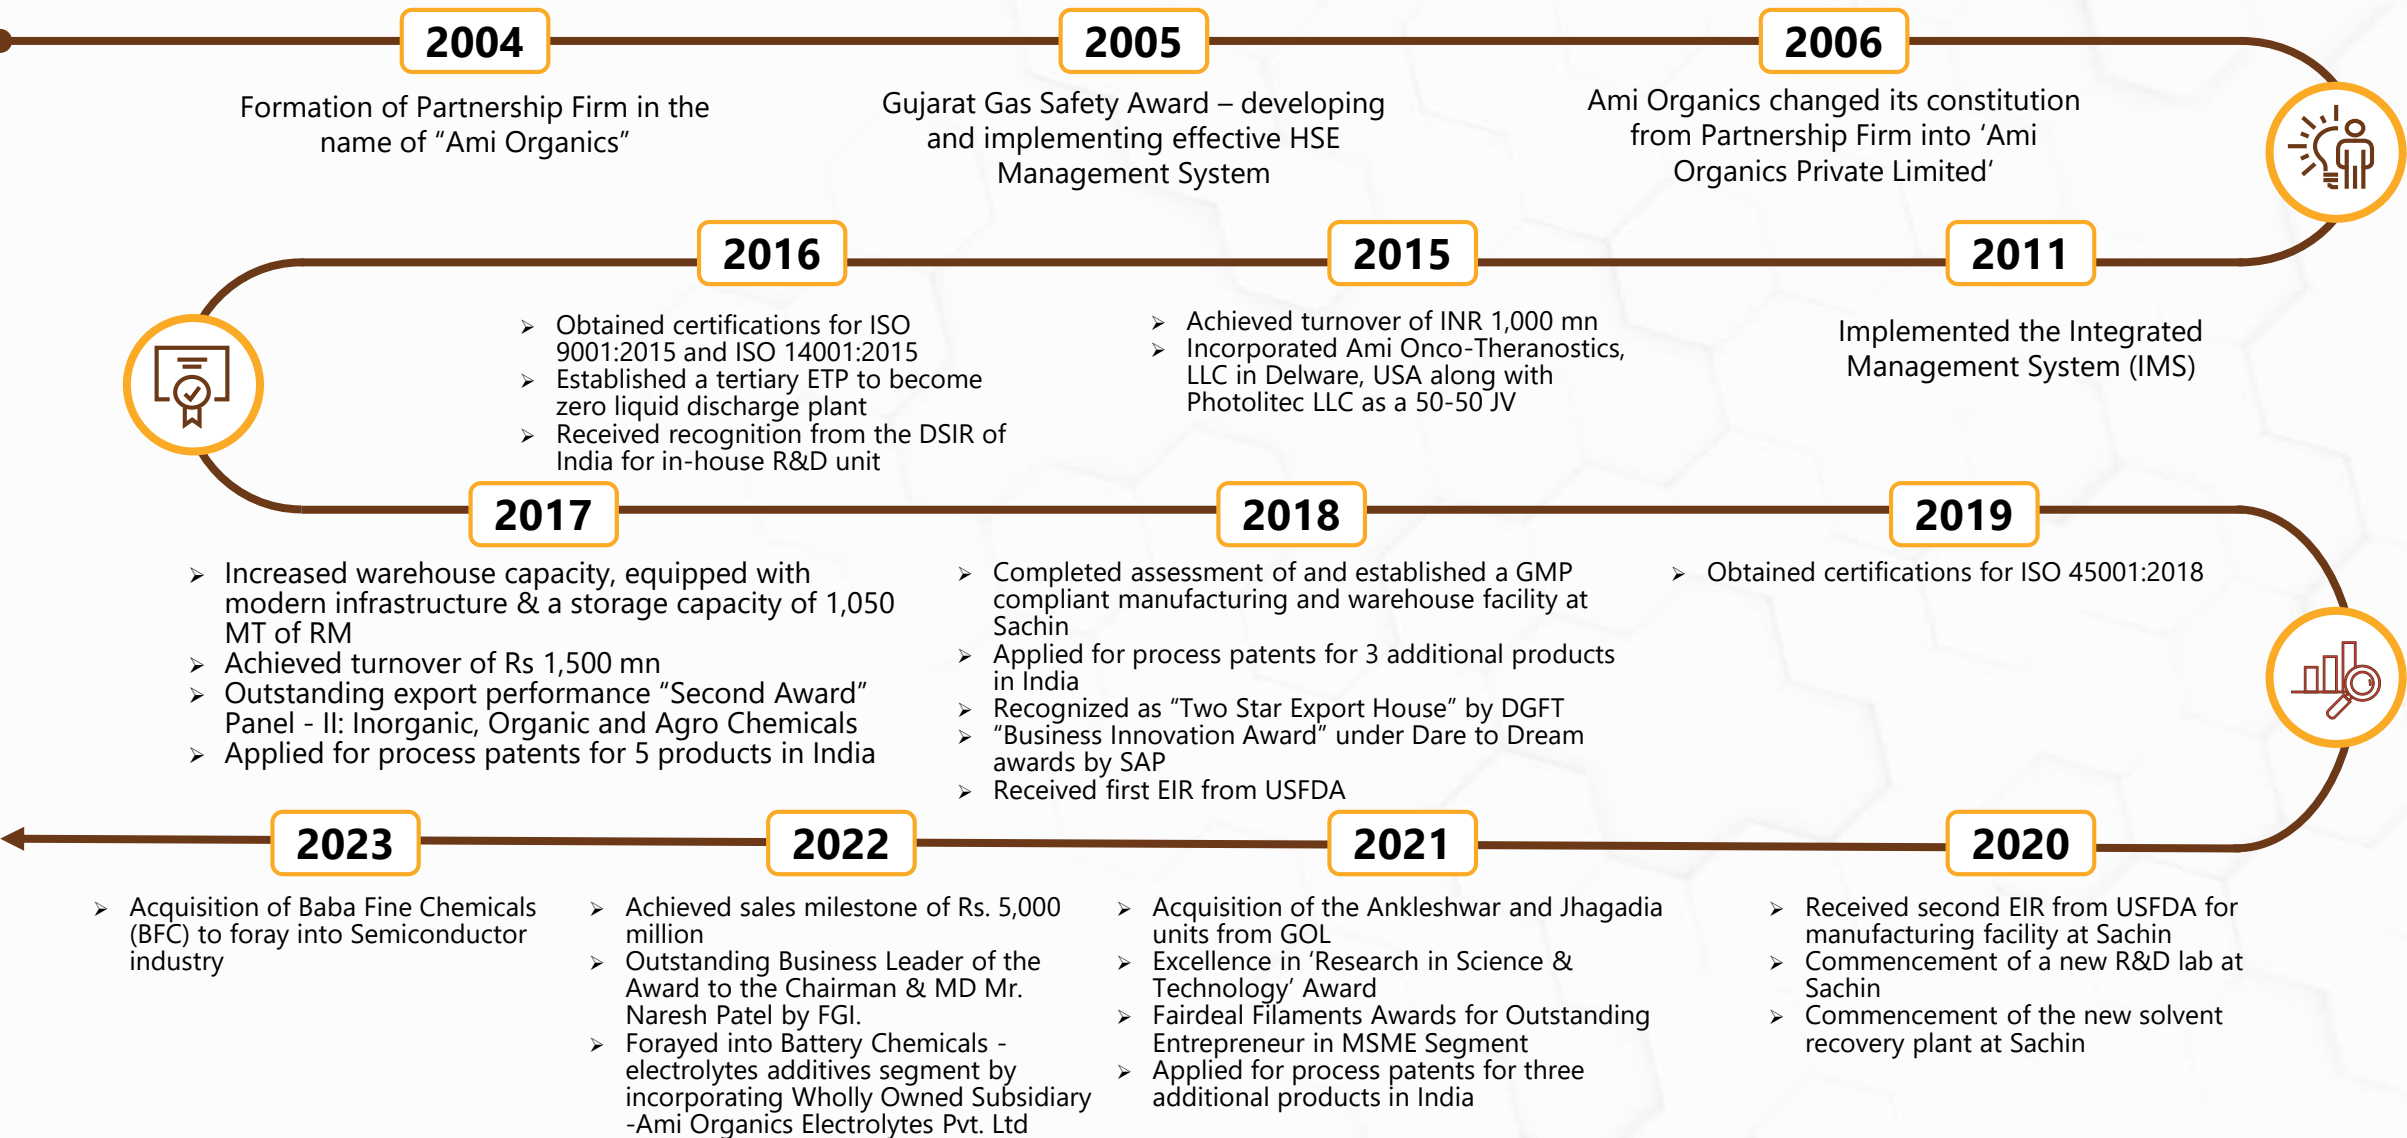 2004
Formation of Partnership Firm in the
name of “Ami Organics”
2005
Gujarat Gas Safety Award – developing
and implementing effective HSE
Management System
2006
Ami Organics changed its constitution
from Partnership Firm into ‘Ami
Organics Private Limited‘
2011
Implemented the Integrated
Management System (IMS)
2015
➢ Achieved turnover of INR 1,000 mn
➢ Incorporated Ami Onco-Theranostics,
LLC in Delware, USA along with
Photolitec LLC as a 50-50 JV
2016
➢ Obtained certifications for ISO
9001:2015 and ISO 14001:2015
➢ Established a tertiary ETP to become
zero liquid discharge plant
➢ Received recognition from the DSIR of
India for in-house R&D unit
2017
➢ Increased warehouse capacity, equipped with
modern infrastructure & a storage capacity of 1,050
MT of RM
➢ Achieved turnover of Rs 1,500 mn
➢ Outstanding export performance “Second Award”
Panel - II: Inorganic, Organic and Agro Chemicals
➢ Applied for process patents for 5 products in India
2018
➢ Completed assessment of and established a GMP
compliant manufacturing and warehouse facility at
Sachin
➢ Applied for process patents for 3 additional products
in India
➢ Recognized as “Two Star Export House” by DGFT
➢ “Business Innovation Award” under Dare to Dream
awards by SAP
➢ Received first EIR from USFDA
2019
➢ Obtained certifications for ISO 45001:2018
2020
➢ Received second EIR from USFDA for
manufacturing facility at Sachin
➢ Commencement of a new R&D lab at
Sachin
➢ Commencement of the new solvent
recovery plant at Sachin
2021
➢ Acquisition of the Ankleshwar and Jhagadia
units from GOL
➢ Excellence in ‘Research in Science &
Technology’ Award
➢ Fairdeal Filaments Awards for Outstanding
Entrepreneur in MSME Segment
➢ Applied for process patents for three
additional products in India
2022
➢ Achieved sales milestone of Rs. 5,000
million
➢ Outstanding Business Leader of the
Award to the Chairman & MD Mr.
Naresh Patel by FGI.
➢ Forayed into Battery Chemicals -
electrolytes additives segment by
incorporating Wholly Owned Subsidiary
-Ami Organics Electrolytes Pvt. Ltd
2023
➢ Acquisition of Baba Fine Chemicals
(BFC) to foray into Semiconductor
industry